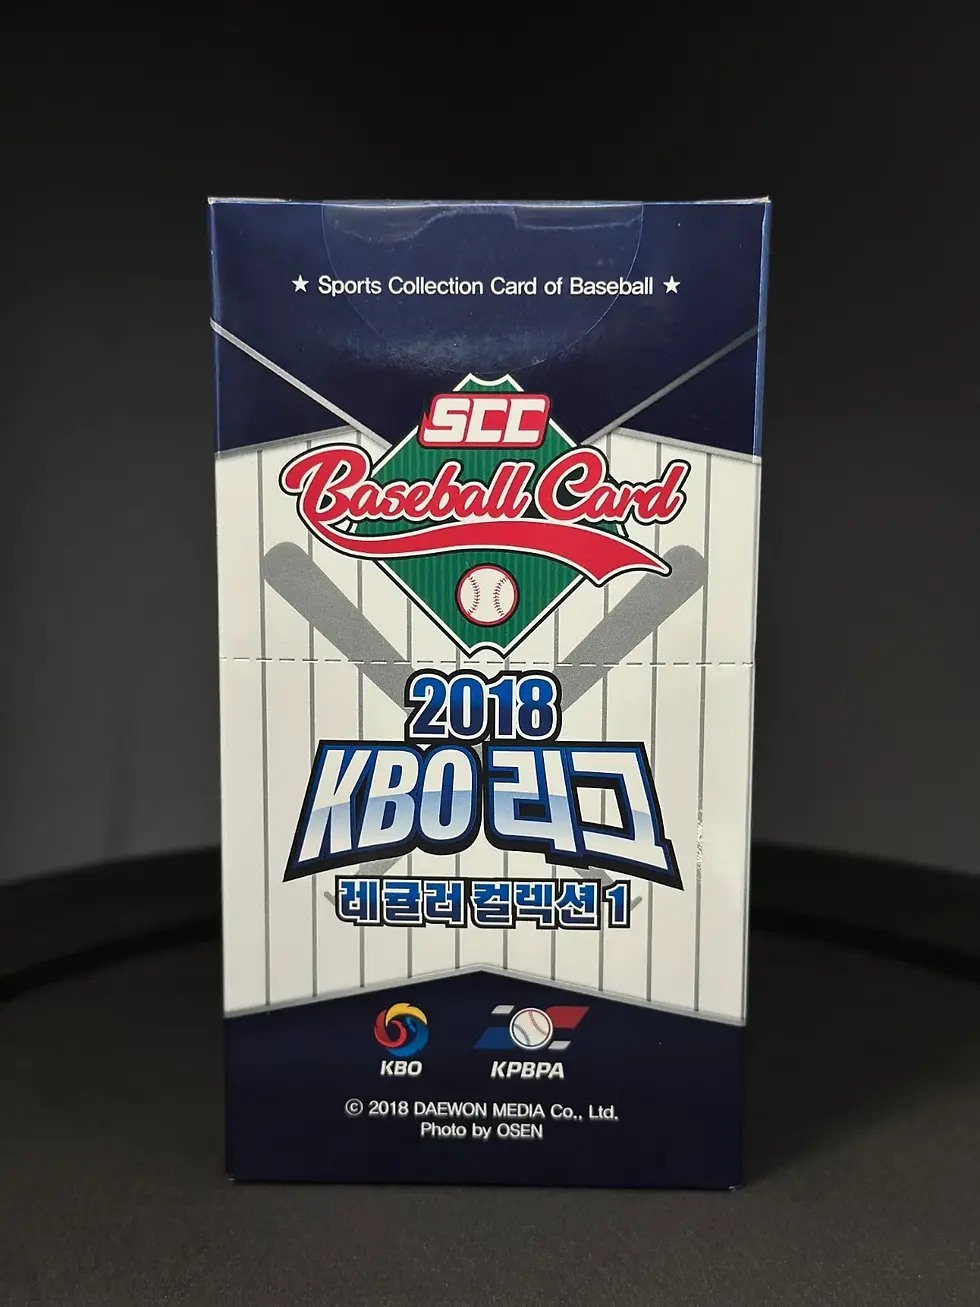 ★ Sports Collection Card of Baseball ★
SCC
Baseball Card
2018
KBO 리그
레귤러 컬렉션 1
KBO
KPBPA
ⓒ 2018 DAEWON MEDIA Co., Ltd.
Photo by OSEN